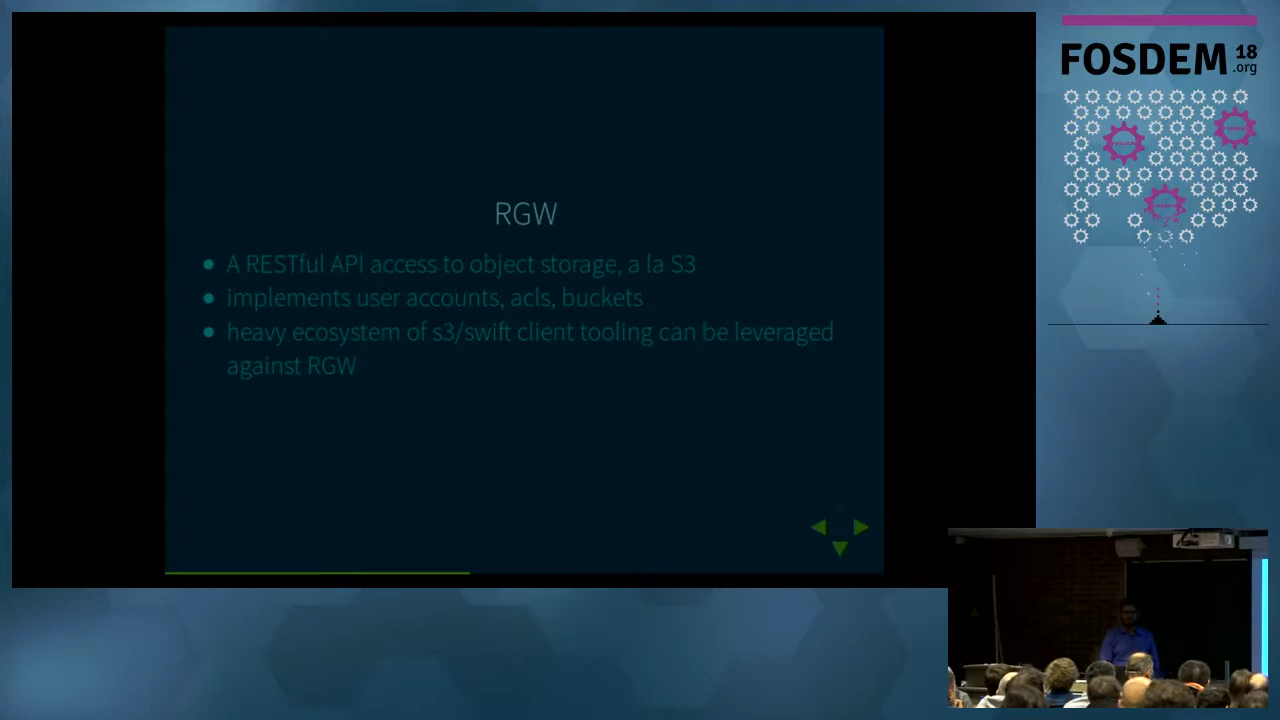 FOSDEM 18
.org
RGW
A RESTful API access to object storage, a la S3
implements user accounts, acls, buckets
heavy ecosystem of s3/swift client tooling can be leveraged
against RGW